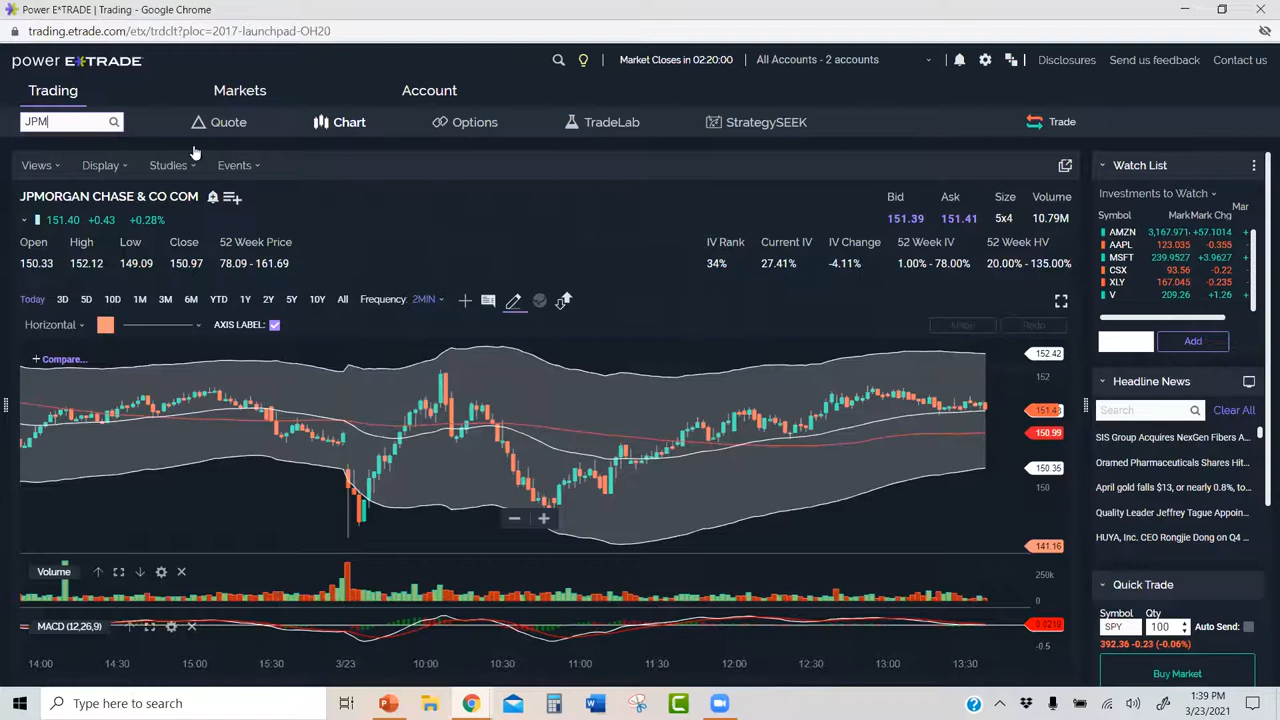 Power E*TRADE | Trading - Google Chrome
trading.etrade.com/etx/trdclt?ploc=2017-launchpad-OH20
power E*TRADE
Market Closes in 02:20:00
All Accounts - 2 accounts
Disclosures
Send us feedback
Contact us
Trading
Markets
Account
JPM
Quote
Chart
Options
TradeLab
StrategySEEK
Trade
Views
Display
Studies
Events
JPMORGAN CHASE & CO COM
151.40 +0.43 +0.28%
Bid Ask Size Volume
151.39 151.41 5x4 10.79M
Open High Low Close 52 Week Price
150.33 152.12 149.09 150.97 78.09 - 161.69
IV Rank Current IV IV Change 52 Week IV 52 Week HV
34% 27.41% -4.11% 1.00% - 78.00% 20.00% - 135.00%
Today 3D 5D 10D 1M 3M 6M YTD 1Y 2Y 5Y 10Y All Frequency: 2MIN
Horizontal
AXIS LABEL:
+ Compare...
152.42
152
150.99
150.35
150
141.16
Volume
250k
0
MACD (12,26,9)
0.0219
-0.5
14:00 14:30 15:00 15:30 3/23 10:00 10:30 11:00 11:30 12:00 12:30 13:00 13:30
Watch List
Investments to Watch
Symbol Mark Mark Chg Mar
AMZN 3,167.971 +57.1014
AAPL 123.035 -0.355
MSFT 239.9527 +3.9627
CSX 93.56 -0.22
XLY 167.045 -0.235
V 209.26 +1.26
Add
Headline News
Search
Clear All
SIS Group Acquires NexGen Fibers A...
Oramed Pharmaceuticals Shares Hit...
April gold falls $13, or nearly 0.8%, to...
Quality Leader Jeffrey Tague Appoin...
HUYA, Inc. CEO Rongjie Dong on Q4 ...
Quick Trade
Symbol Qty
SPY 100 Auto Send:
392.36 -0.23 (-0.06%)
Buy Market
Type here to search
1:39 PM
3/23/2021